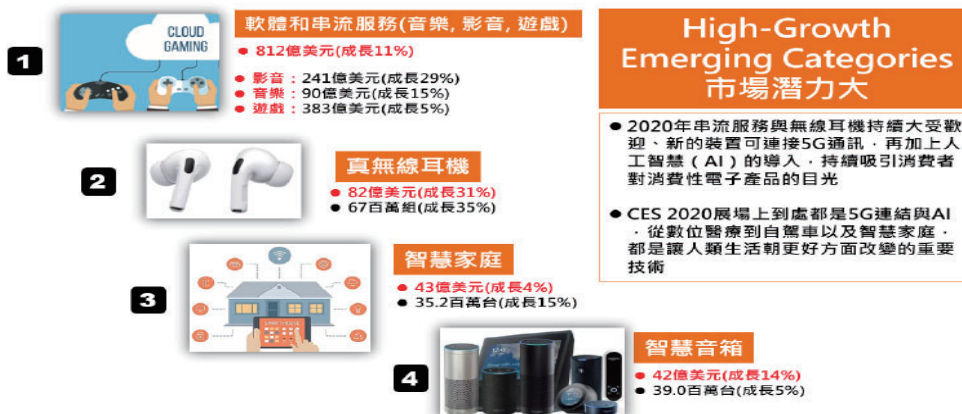 1
CLOUD
GAMING
軟體和串流服務(音樂, 影音, 遊戲)
● 812億美元(成長11%)
● 影音：241億美元(成長29%)
● 音樂：90億美元(成長15%)
● 遊戲：383億美元(成長5%)
2
真無線耳機
● 82億美元(成長31%)
● 67百萬組(成長35%)
3
智慧家庭
● 43億美元(成長4%)
● 35.2百萬台(成長15%)
4
智慧音箱
● 42億美元(成長14%)
● 39.0百萬台(成長5%)
High-Growth
Emerging Categories
市場潛力大
● 2020年串流服務與無線耳機持續大受歡
迎、新的裝置可連接5G通訊，再加上人
工智慧（AI）的導入，持續吸引消費者
對消費性電子產品的目光
● CES 2020展場上到處都是5G連結與AI
，從數位醫療到自駕車以及智慧家庭，
都是讓人類生活朝更好方面改變的重要
技術